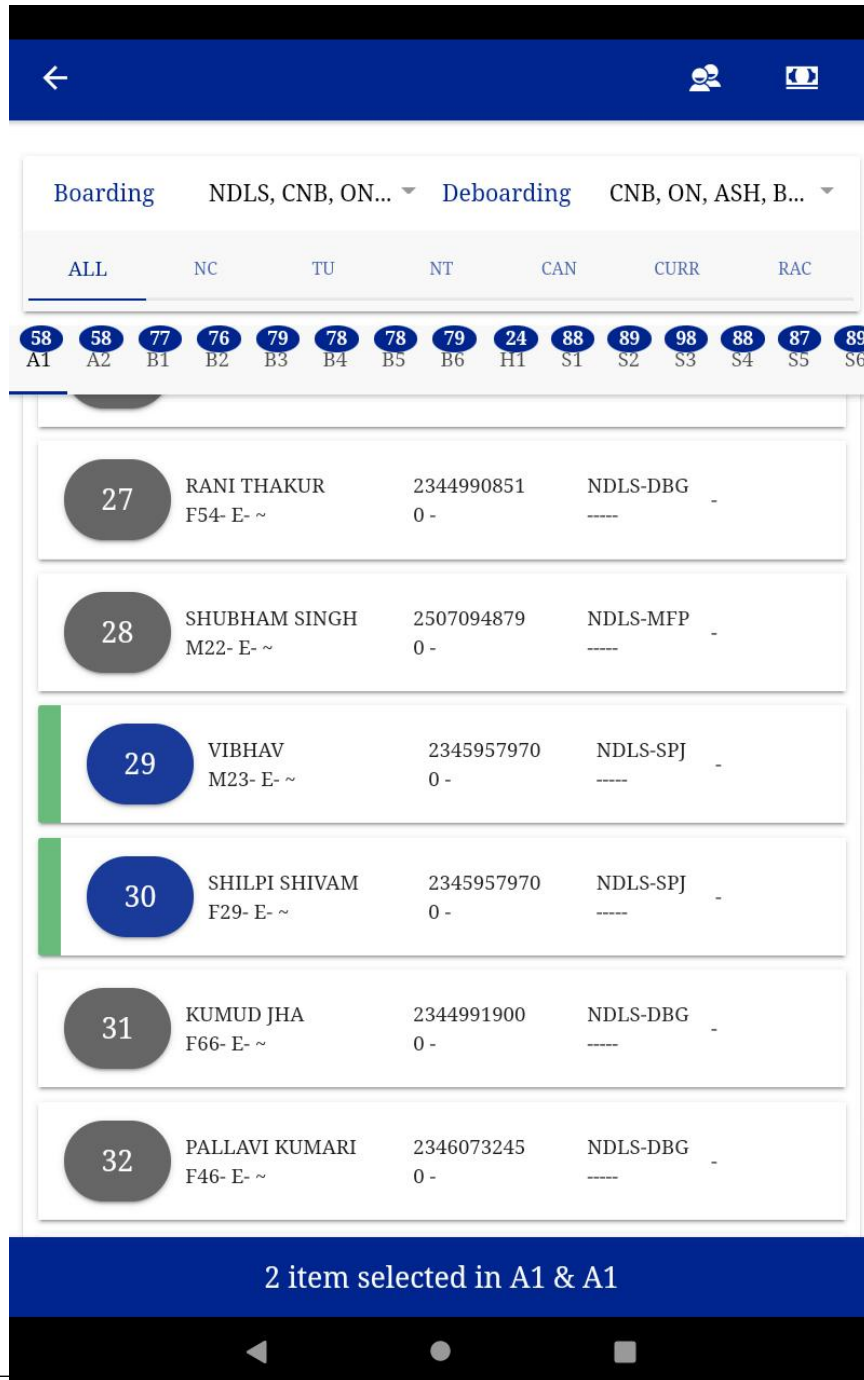 Boarding NDLS, CNB, ON... Deboarding CNB, ON, ASH, B...
ALL NC TU NT CAN CURR RAC
58 58 77 76 79 78 78 79 24 88 89 98 88 87 89
A1 A2 B1 B2 B3 B4 B5 B6 H1 S1 S2 S3 S4 S5 S6
27 RANI THAKUR 2344990851 NDLS-DBG -
F54- E- ~ 0 - -----
28 SHUBHAM SINGH 2507094879 NDLS-MFP -
M22- E- ~ 0 - -----
29 VIBHAV 2345957970 NDLS-SPJ -
M23- E- ~ 0 - -----
30 SHILPI SHIVAM 2345957970 NDLS-SPJ -
F29- E- ~ 0 - -----
31 KUMUD JHA 2344991900 NDLS-DBG -
F66- E- ~ 0 - -----
32 PALLAVI KUMARI 2346073245 NDLS-DBG -
F46- E- ~ 0 - -----
2 item selected in A1 & A1